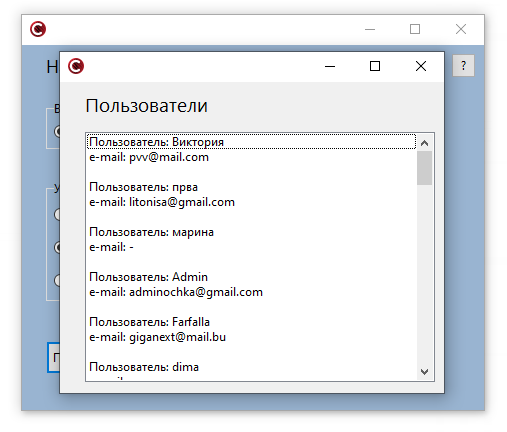 Н
?
В
У
П
Пользователи
Пользователь: Виктория
e-mail: pvv@mail.com
Пользователь: прва
e-mail: litonisa@gmail.com
Пользователь: марина
e-mail: -
Пользователь: Admin
e-mail: adminochka@gmail.com
Пользователь: Farfalla
e-mail: giganext@mail.bu
Пользователь: dima